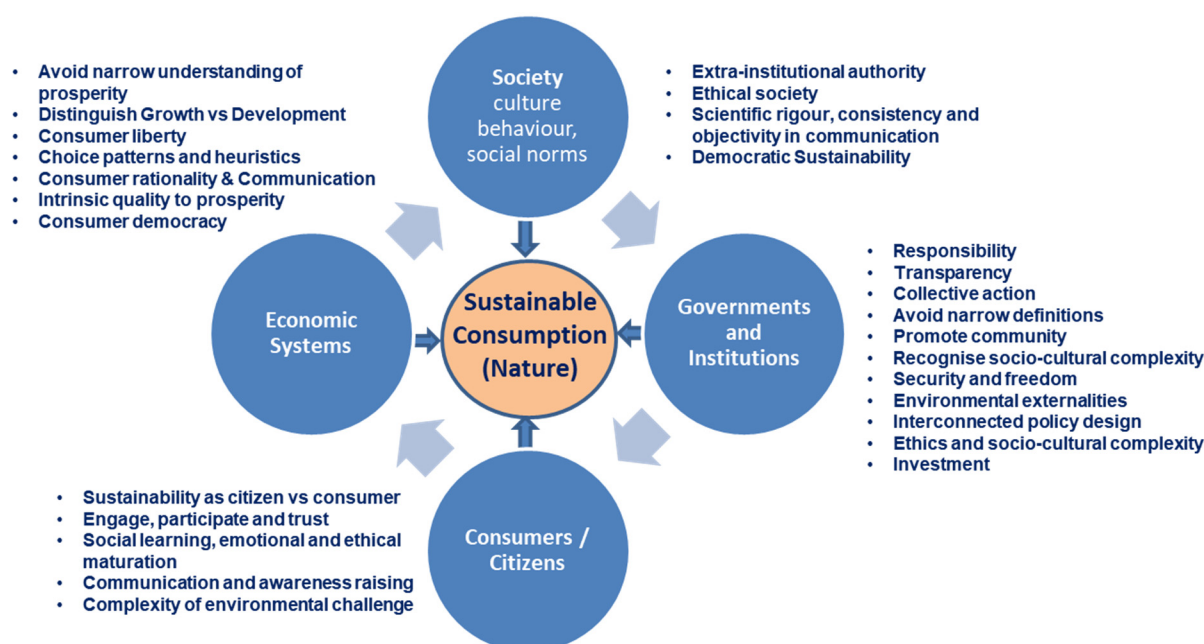 • Avoid narrow understanding of
prosperity
• Distinguish Growth vs Development
• Consumer liberty
• Choice patterns and heuristics
• Consumer rationality & Communication
• Intrinsic quality to prosperity
• Consumer democracy
Society
culture
behaviour,
social norms
• Extra-institutional authority
• Ethical society
• Scientific rigour, consistency and
objectivity in communication
• Democratic Sustainability
Economic
Systems
Sustainable
Consumption
(Nature)
Governments
and
Institutions
• Responsibility
• Transparency
• Collective action
• Avoid narrow definitions
• Promote community
• Recognise socio-cultural complexity
• Security and freedom
• Environmental externalities
• Interconnected policy design
• Ethics and socio-cultural complexity
• Investment
• Sustainability as citizen vs consumer
• Engage, participate and trust
• Social learning, emotional and ethical
maturation
• Communication and awareness raising
• Complexity of environmental challenge
Consumers /
Citizens